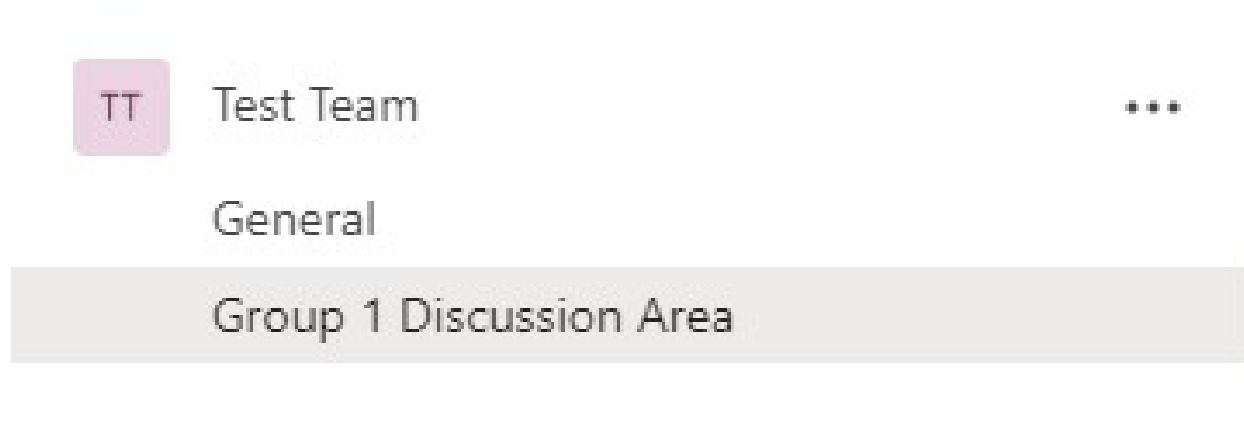 TT Test Team ...
General
Group 1 Discussion Area